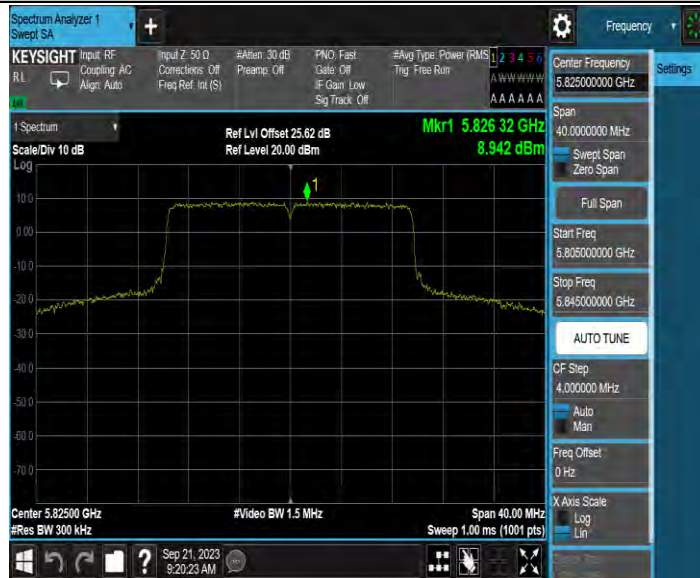 Spectrum Analyzer 1
Swept SA
+
Frequency
KEYSIGHT
RL
Input: RF
Coupling: AC
Align: Auto
Input Z: 50 Ω
Corrections: Off
Freq Ref: Int (S)
#Atten: 30 dB
Preamp: Off
PNO: Fast
Gate: Off
IF Gain: Low
Sig Track: Off
#Avg Type: Power (RMS
Trig: Free Run
1 2 3 4 5 6
A W W W W W
A A A A A A
1 Spectrum
Scale/Div 10 dB
Log
Ref Lvl Offset 25.62 dB
Ref Level 20.00 dBm
Mkr1 5.826 32 GHz
8.942 dBm
1
10.0
0.00
-10.0
-20.0
-30.0
-40.0
-50.0
-60.0
-70.0
Center 5.82500 GHz
#Res BW 300 kHz
#Video BW 1.5 MHz
Span 40.00 MHz
Sweep 1.00 ms (1001 pts)
?
Sep 21, 2023
9:20:23 AM
Center Frequency
5.825000000 GHz
Settings
Span
40.0000000 MHz
Swept Span
Zero Span
Full Span
Start Freq
5.805000000 GHz
Stop Freq
5.845000000 GHz
AUTO TUNE
CF Step
4.000000 MHz
Auto
Man
Freq Offset
0 Hz
X Axis Scale
Log
Lin